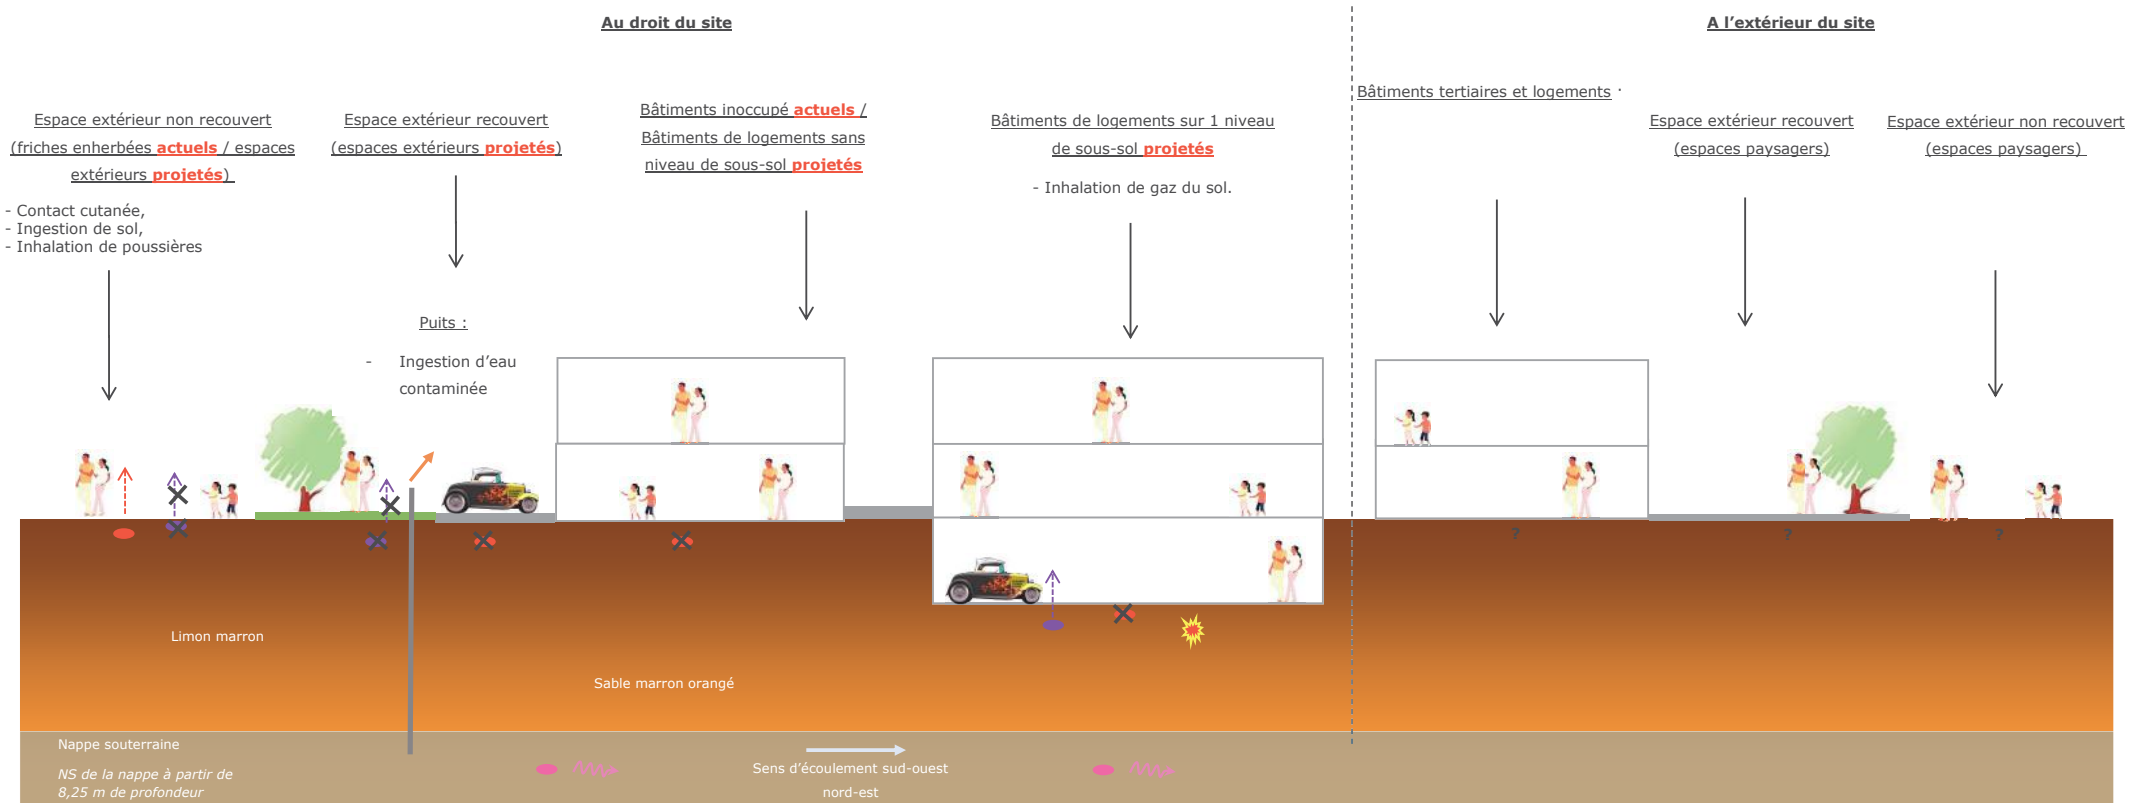 Au droit du site
A l'extérieur du site
Espace extérieur non recouvert
(friches enherbées actuels / espaces
extérieurs projetés)
- Contact cutanée,
- Ingestion de sol,
- Inhalation de poussières
Espace extérieur recouvert
(espaces extérieurs projetés)
Puits :
- Ingestion d'eau
contaminée
Bâtiments inoccupé actuels /
Bâtiments de logements sans
niveau de sous-sol projetés
Bâtiments de logements sur 1 niveau
de sous-sol projetés
- Inhalation de gaz du sol.
Bâtiments tertiaires et logements
Espace extérieur recouvert
(espaces paysagers)
Espace extérieur non recouvert
(espaces paysagers)
?
?
?
Limon marron
Sable marron orangé
Nappe souterraine
NS de la nappe à partir de
8,25 m de profondeur
Sens d'écoulement sud-ouest
nord-est